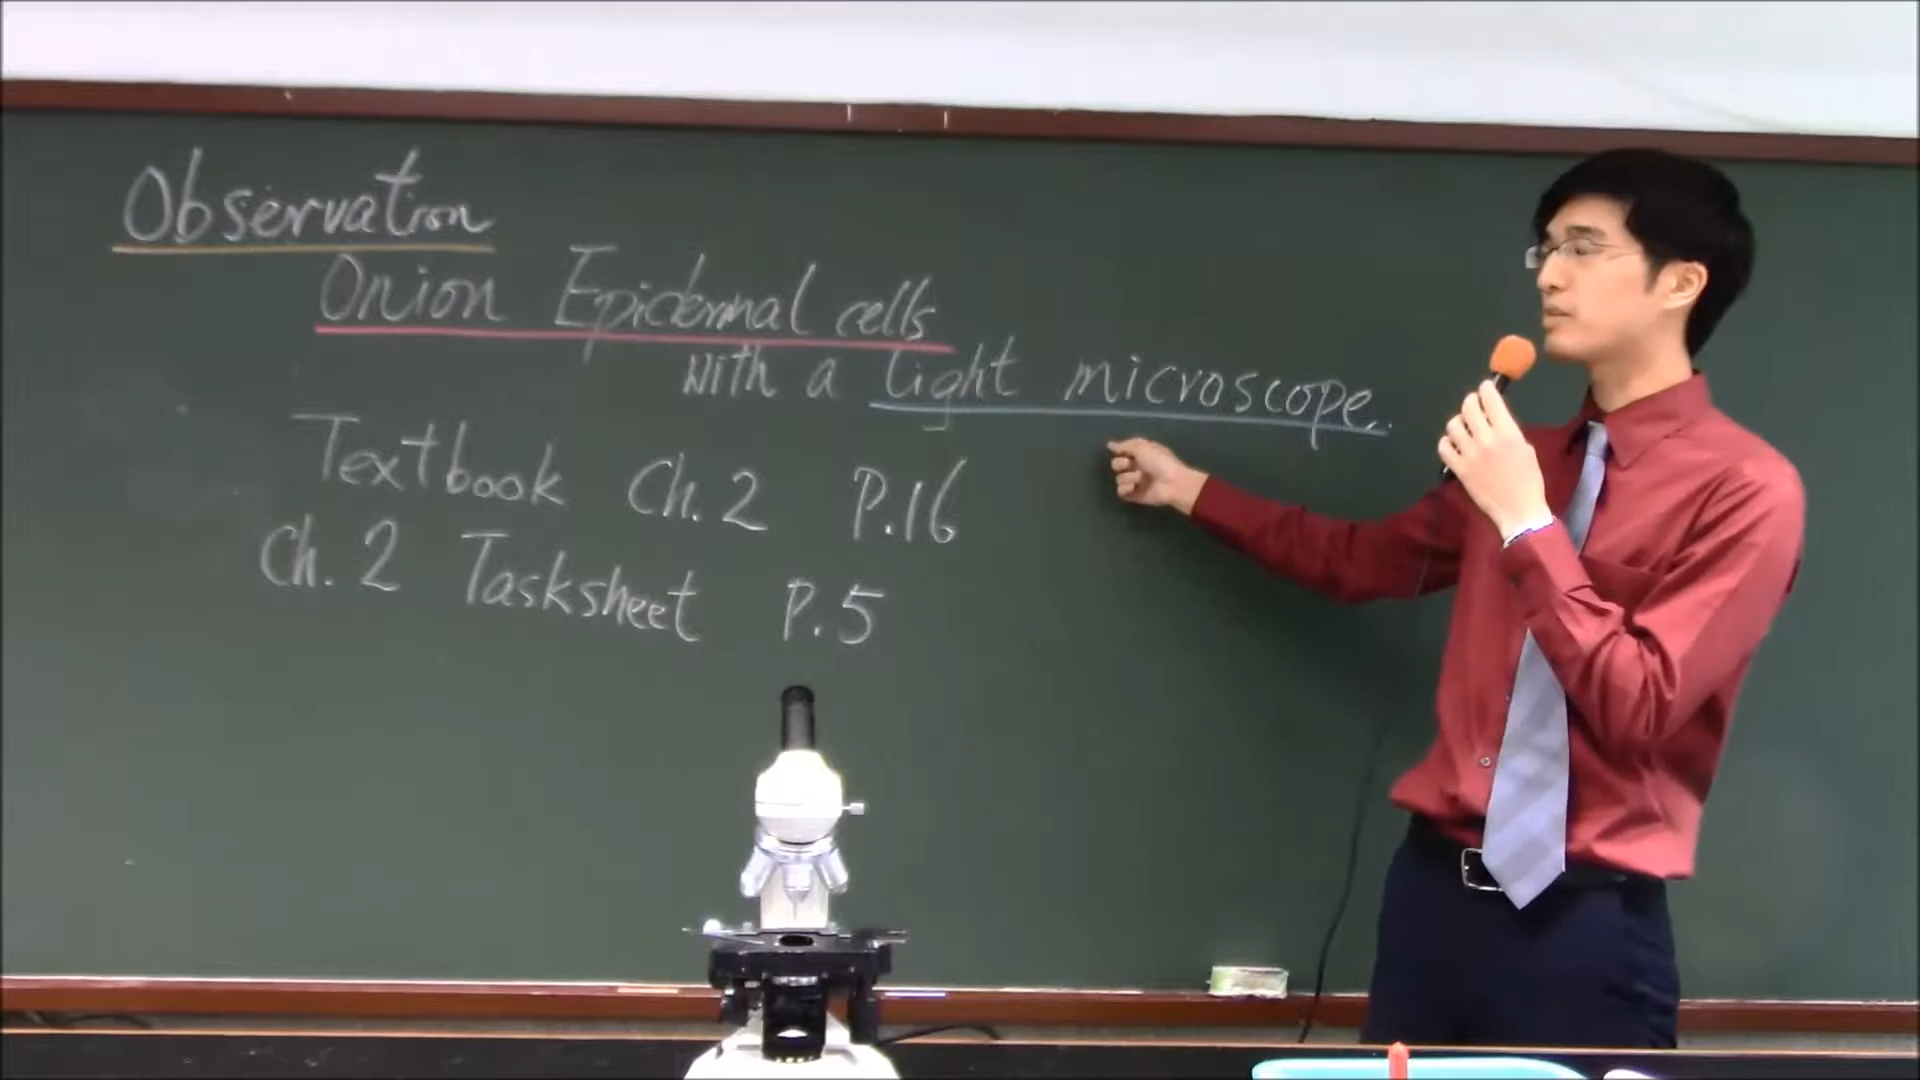 Observation
Onion Epidermal cells
with a light microscope.
Textbook Ch.2 P.16
Ch.2 Tasksheet P.5